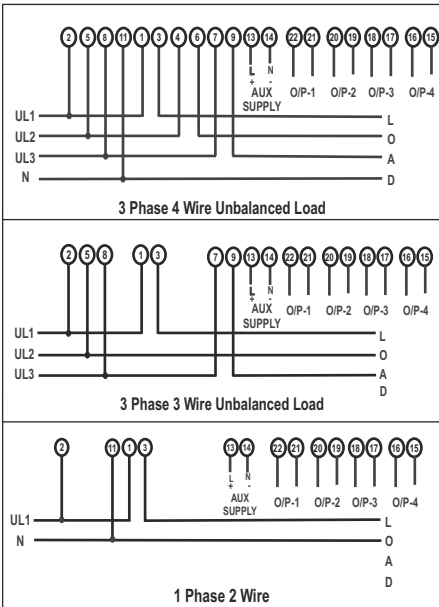 2 5 8 11 1 3 4 6 7 9 13 14 22 21 20 19 18 17 16 15
L N
+ -
AUX SUPPLY
O/P-1 O/P-2 O/P-3 O/P-4
UL1 L
UL2 O
UL3 A
N D
3 Phase 4 Wire Unbalanced Load
2 5 8 1 3 7 9 13 14 22 21 20 19 18 17 16 15
L N
+ -
AUX SUPPLY
O/P-1 O/P-2 O/P-3 O/P-4
UL1 L
UL2 O
UL3 A
D
3 Phase 3 Wire Unbalanced Load
2 11 1 3 13 14 22 21 20 19 18 17 16 15
L N
+ -
AUX SUPPLY
O/P-1 O/P-2 O/P-3 O/P-4
UL1 L
N O
A
D
1 Phase 2 Wire